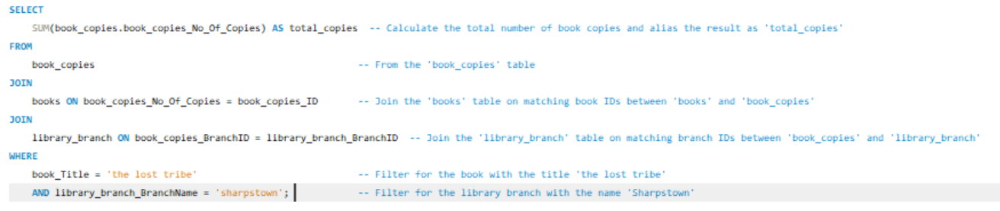 SELECT
SUM(book_copies.book_copies_No_Of_Copies) AS total_copies -- Calculate the total number of book copies and alias the result as 'total_copies'
FROM
book_copies -- From the 'book_copies' table
JOIN
books ON book_copies_No_Of_Copies = book_copies_ID -- Join the 'books' table on matching book IDs between 'books' and 'book_copies'
JOIN
library_branch ON book_copies_BranchID = library_branch_BranchID -- Join the 'library_branch' table on matching branch IDs between 'book_copies' and 'library_branch'
WHERE
book_Title = 'the lost tribe' -- Filter for the book with the title 'the lost tribe'
AND library_branch_BranchName = 'sharpstown'; -- Filter for the library branch with the name 'Sharpstown'